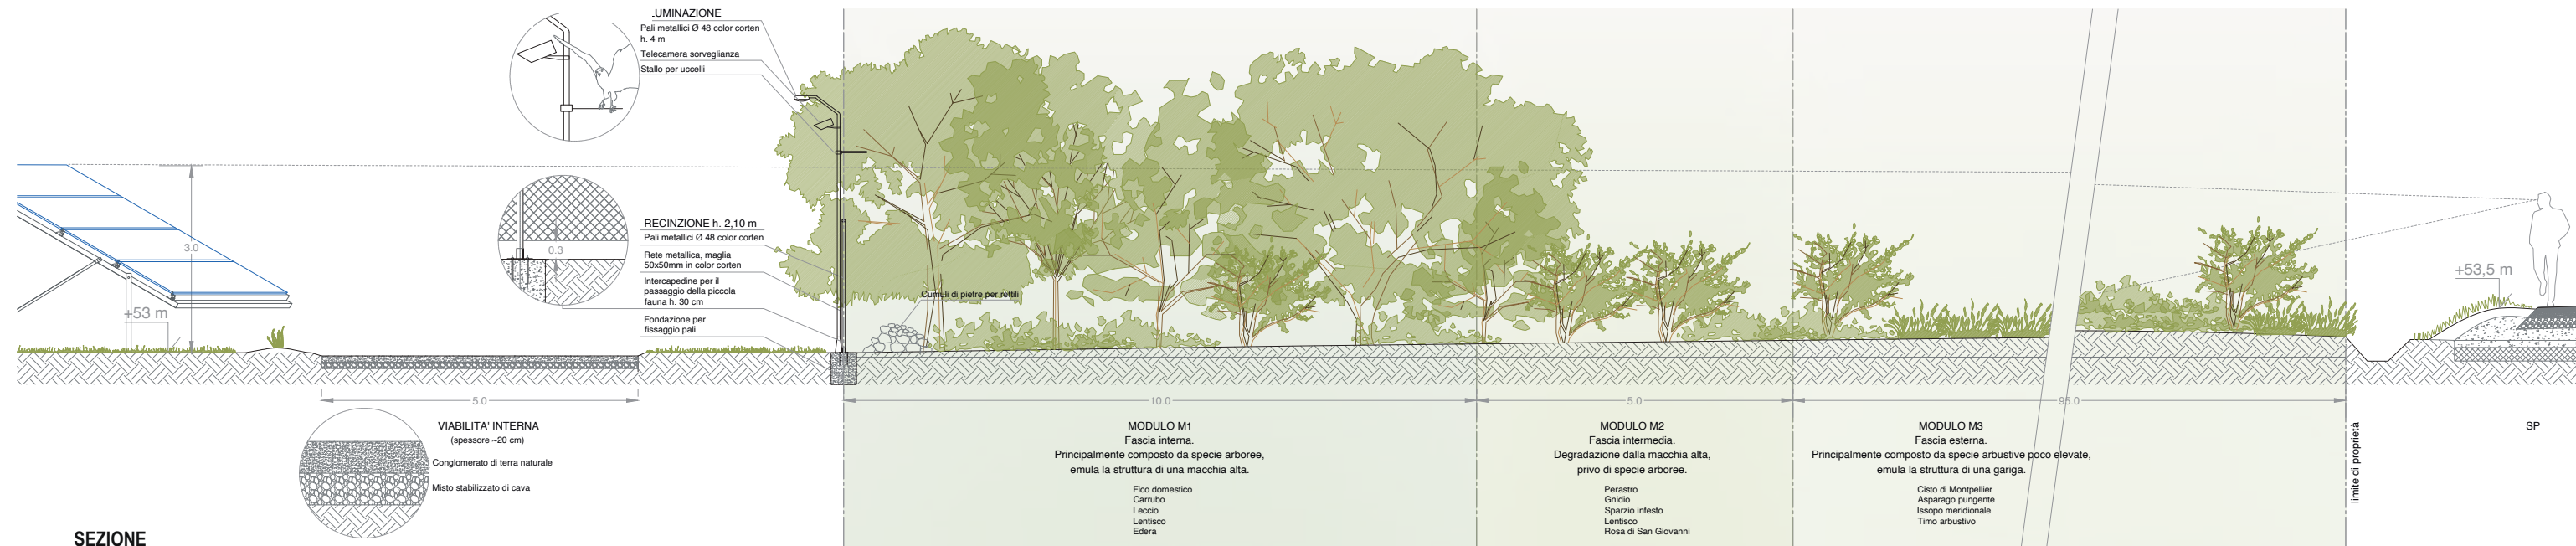 .UMINAZIONE
Pali metallici Ø 48 color corten
h. 4 m
Telecamera sorveglianza
Stallo per uccelli
RECINZIONE h. 2,10 m
Pali metallici Ø 48 color corten
Rete metallica, maglia
50x50mm in color corten
Intercapedine per il
passaggio della piccola
fauna h. 30 cm
Fondazione per
fissaggio pali
0.3
3.0
+53 m
Cumuli di pietre per rettili
+53,5 m
5.0
10.0
5.0
95.0
VIABILITA' INTERNA
(spessore ~20 cm)
Conglomerato di terra naturale
Misto stabilizzato di cava
MODULO M1
Fascia interna.
Principalmente composto da specie arboree,
emula la struttura di una macchia alta.
Fico domestico
Carrubo
Leccio
Lentisco
Edera
MODULO M2
Fascia intermedia.
Degradazione dalla macchia alta,
privo di specie arboree.
Perastro
Gnidio
Sparzio infesto
Lentisco
Rosa di San Giovanni
MODULO M3
Fascia esterna.
Principalmente composto da specie arbustive poco elevate,
emula la struttura di una gariga.
Cisto di Montpellier
Asparago pungente
Issopo meridionale
Timo arbustivo
limite di proprietà
SP
SEZIONE